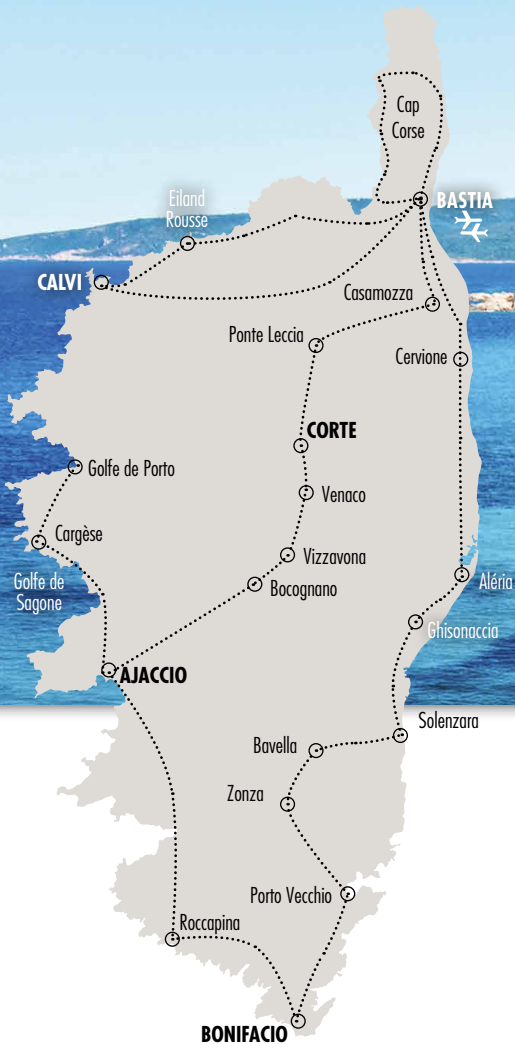 Cap
Corse
BASTIA
Eiland
Rousse
CALVI
Casamozza
Ponte Leccia
Cervione
CORTE
Golfe de Porto
Venaco
Cargèse
Vizzavona
Golfe de
Sagone
Bocognano
Aléria
Ghisonaccia
AJACCIO
Solenzara
Bavella
Zonza
Porto Vecchio
Roccapina
BONIFACIO